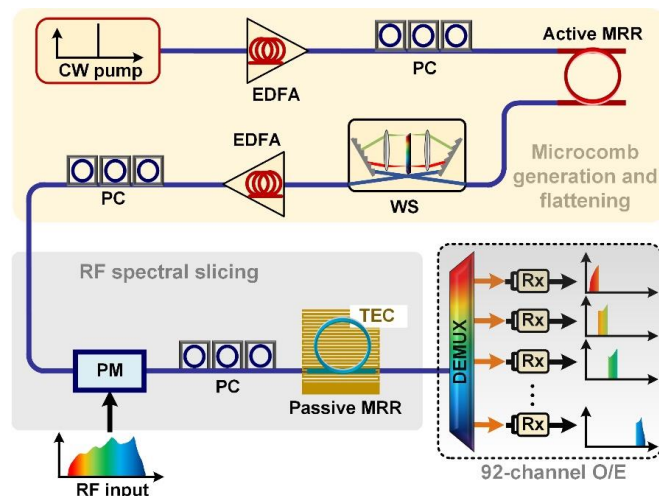 CW pump
EDFA
PC
Active MRR
PC
EDFA
WS
Microcomb
generation and
flattening
RF spectral slicing
PM
PC
TEC
Passive MRR
RF input
DEMUX
Rx
Rx
Rx
Rx
92-channel O/E